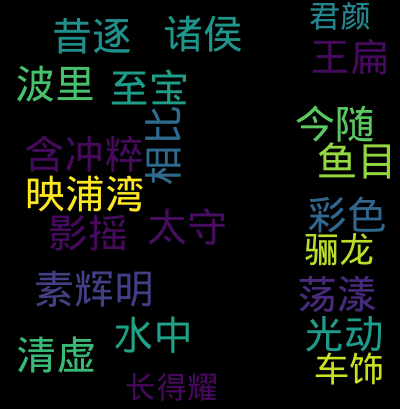 君颜
昔逐
诸侯
王扁
波里
至宝
相比
今随
含冲粹
鱼目
映浦湾
彩色
影摇
太守
骊龙
素辉明
荡漾
水中
光动
清虚
车饰
长得耀